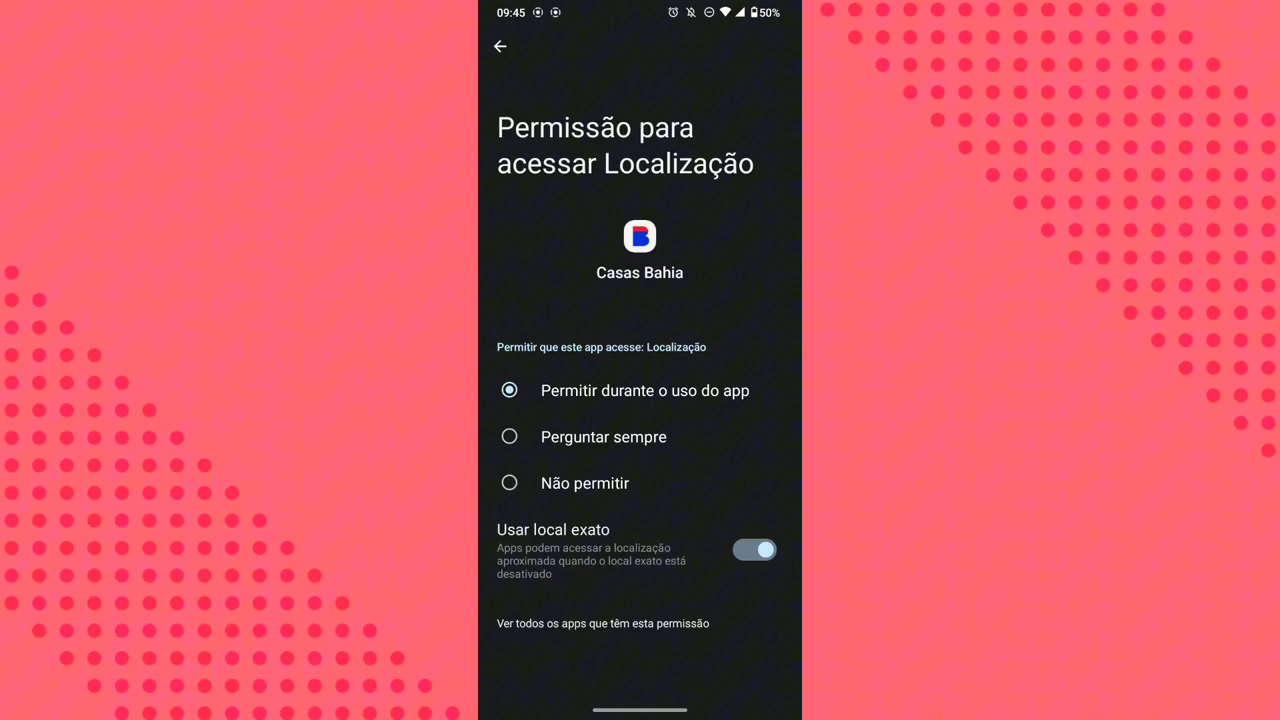 09:45
50%
Permissão para
acessar Localização
B
Casas Bahia
Permitir que este app acesse: Localização
Permitir durante o uso do app
Perguntar sempre
Não permitir
Usar local exato
Apps podem acessar a localização
aproximada quando o local exato está
desativado
Ver todos os apps que têm esta permissão